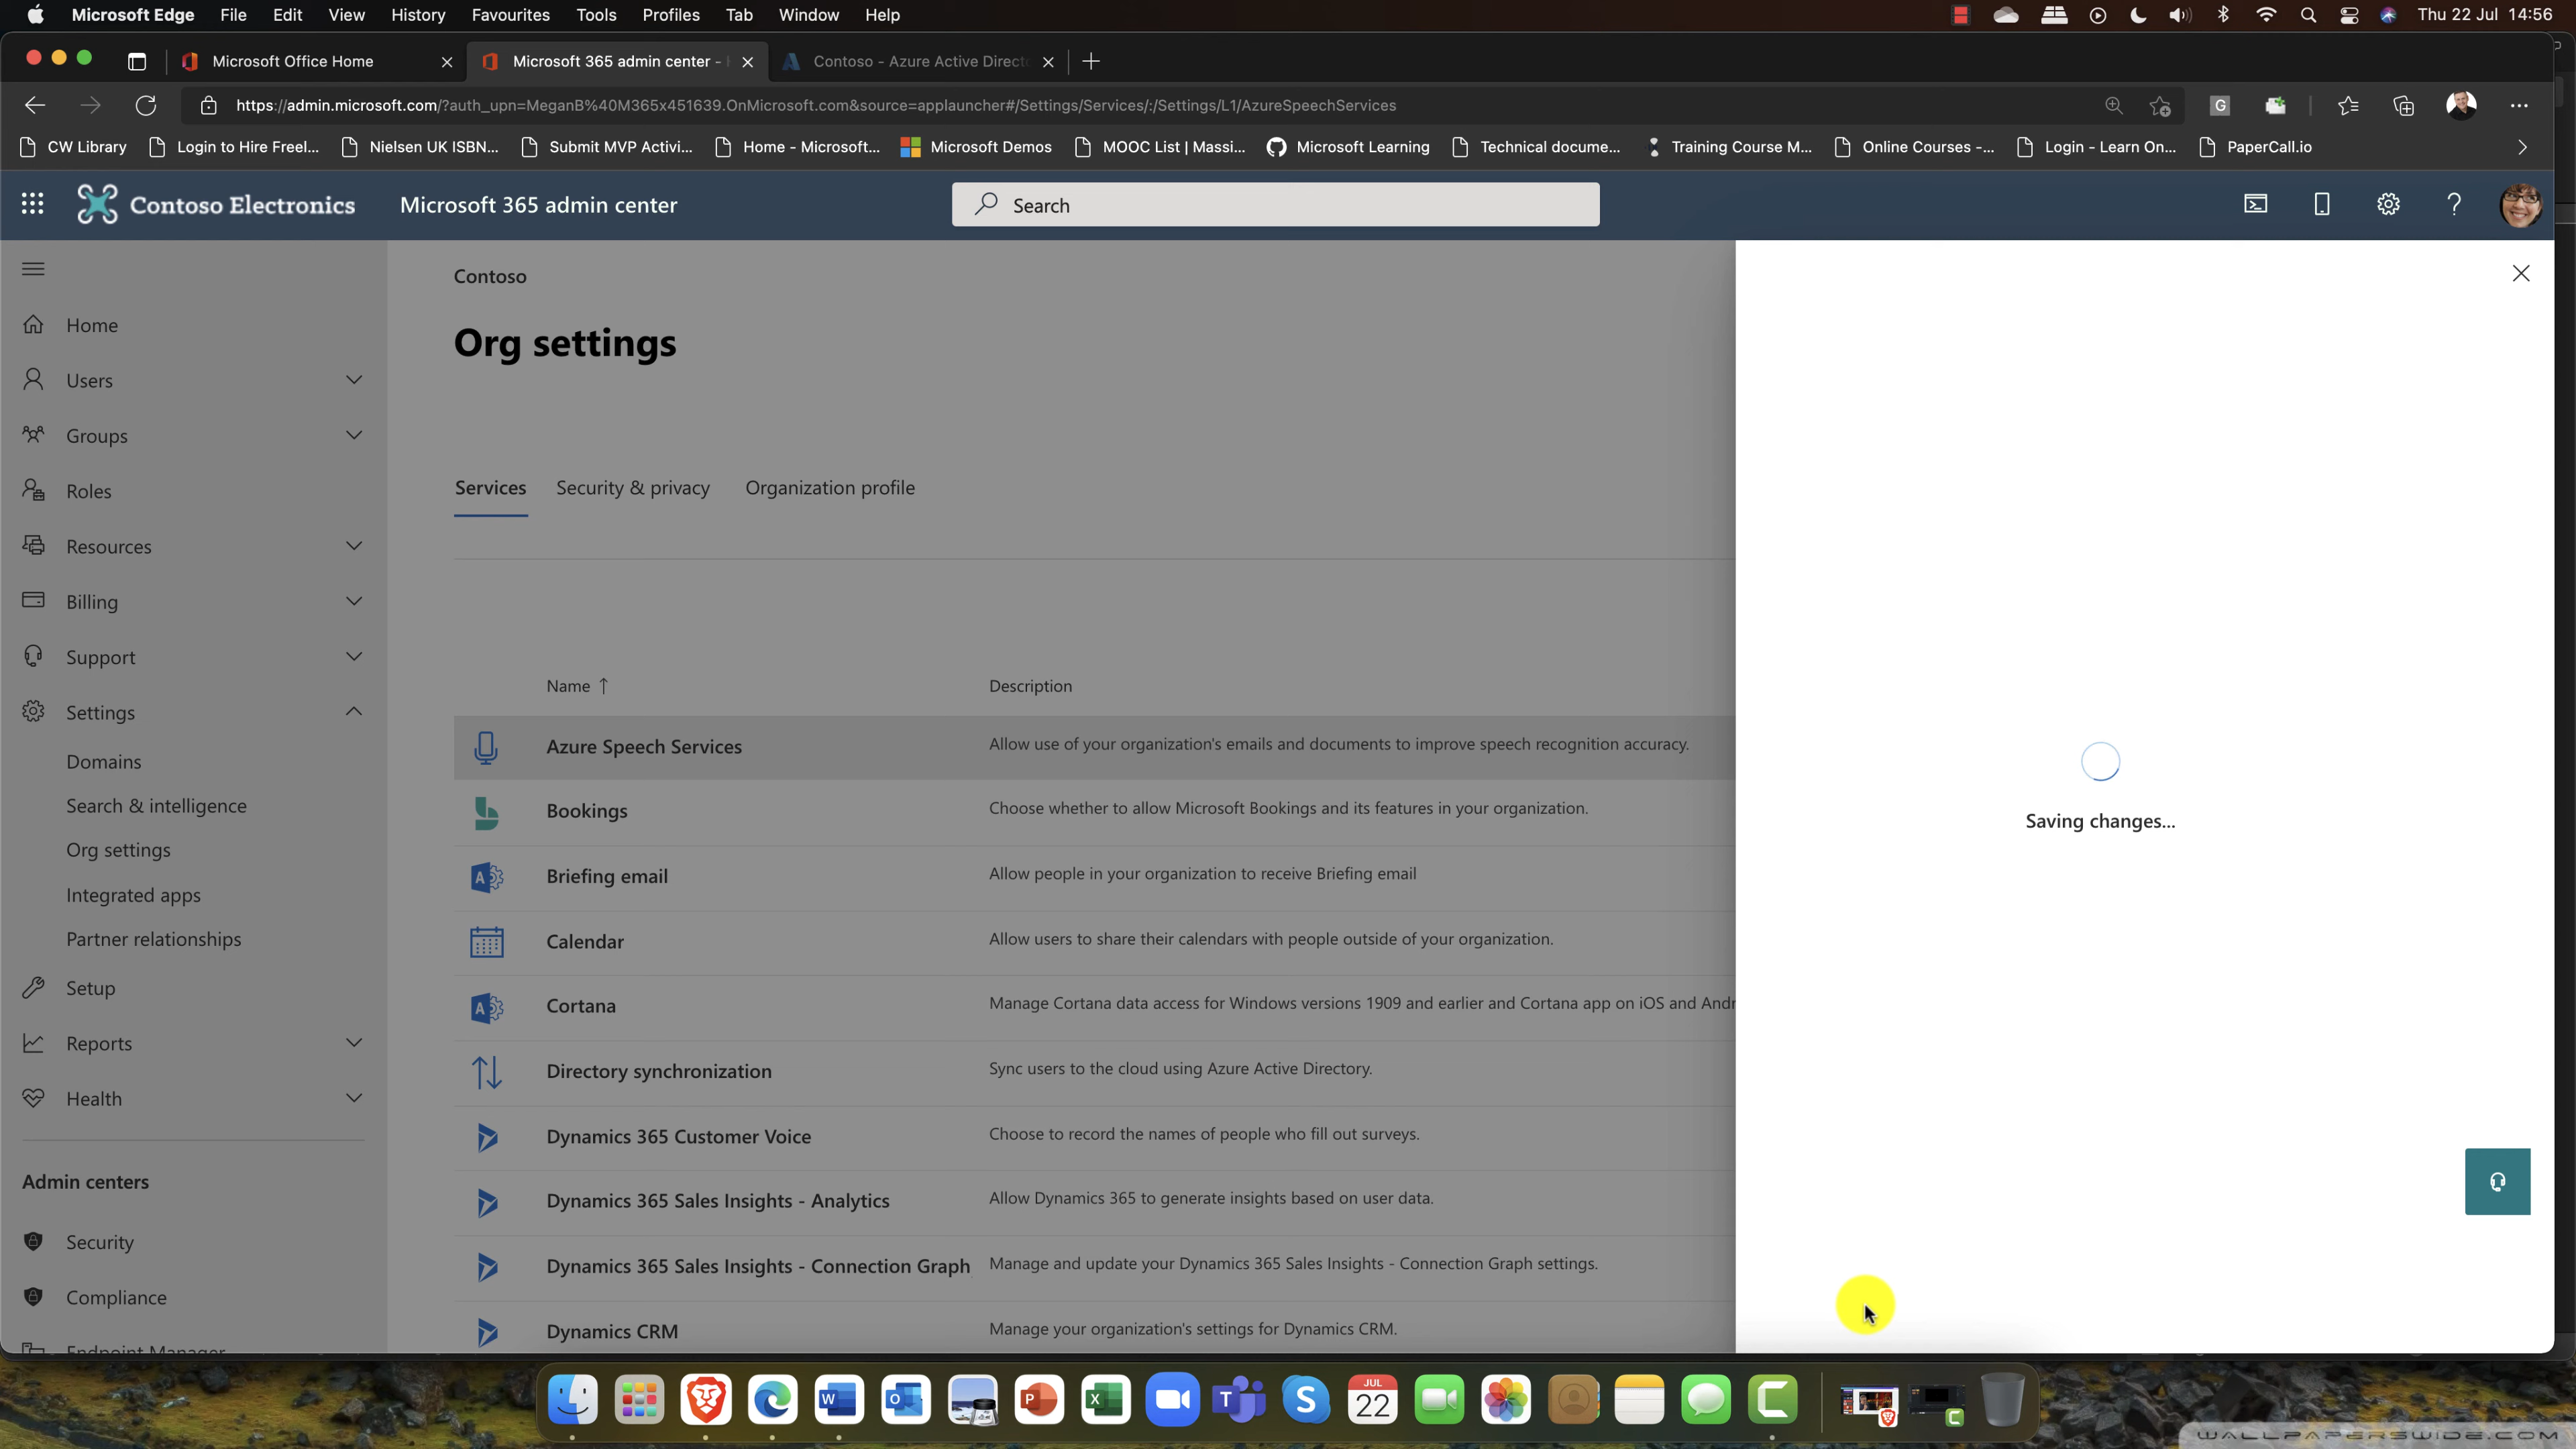 Microsoft Edge File Edit View History Favourites Tools Profiles Tab Window Help Thu 22 Jul 14:56
Microsoft Office Home Microsoft 365 admin center - Contoso - Azure Active Direct
https://admin.microsoft.com/?auth_upn=MeganB%40M365x451639.OnMicrosoft.com&source=applauncher#/Settings/Services/:/Settings/L1/AzureSpeechServices
CW Library Login to Hire Freel... Nielsen UK ISBN... Submit MVP Activi... Home - Microsoft... Microsoft Demos MOOC List | Massi... Microsoft Learning Technical docume... Training Course M... Online Courses -... Login - Learn On... PaperCall.io
Contoso Electronics Microsoft 365 admin center Search
Contoso
Org settings
Home
Users
Groups
Roles
Resources
Billing
Support
Settings
Domains
Search & intelligence
Org settings
Integrated apps
Partner relationships
Setup
Reports
Health
Admin centers
Security
Compliance
Endpoint Manager
Services Security & privacy Organization profile
Name ↑ Description
Azure Speech Services Allow use of your organization's emails and documents to improve speech recognition accuracy.
Bookings Choose whether to allow Microsoft Bookings and its features in your organization.
Briefing email Allow people in your organization to receive Briefing email
Calendar Allow users to share their calendars with people outside of your organization.
Cortana Manage Cortana data access for Windows versions 1909 and earlier and Cortana app on iOS and Andr
Directory synchronization Sync users to the cloud using Azure Active Directory.
Dynamics 365 Customer Voice Choose to record the names of people who fill out surveys.
Dynamics 365 Sales Insights - Analytics Allow Dynamics 365 to generate insights based on user data.
Dynamics 365 Sales Insights - Connection Graph Manage and update your Dynamics 365 Sales Insights - Connection Graph settings.
Dynamics CRM Manage your organization's settings for Dynamics CRM.
Saving changes...
JUL
22
WALLPAPERSWIDE.COM